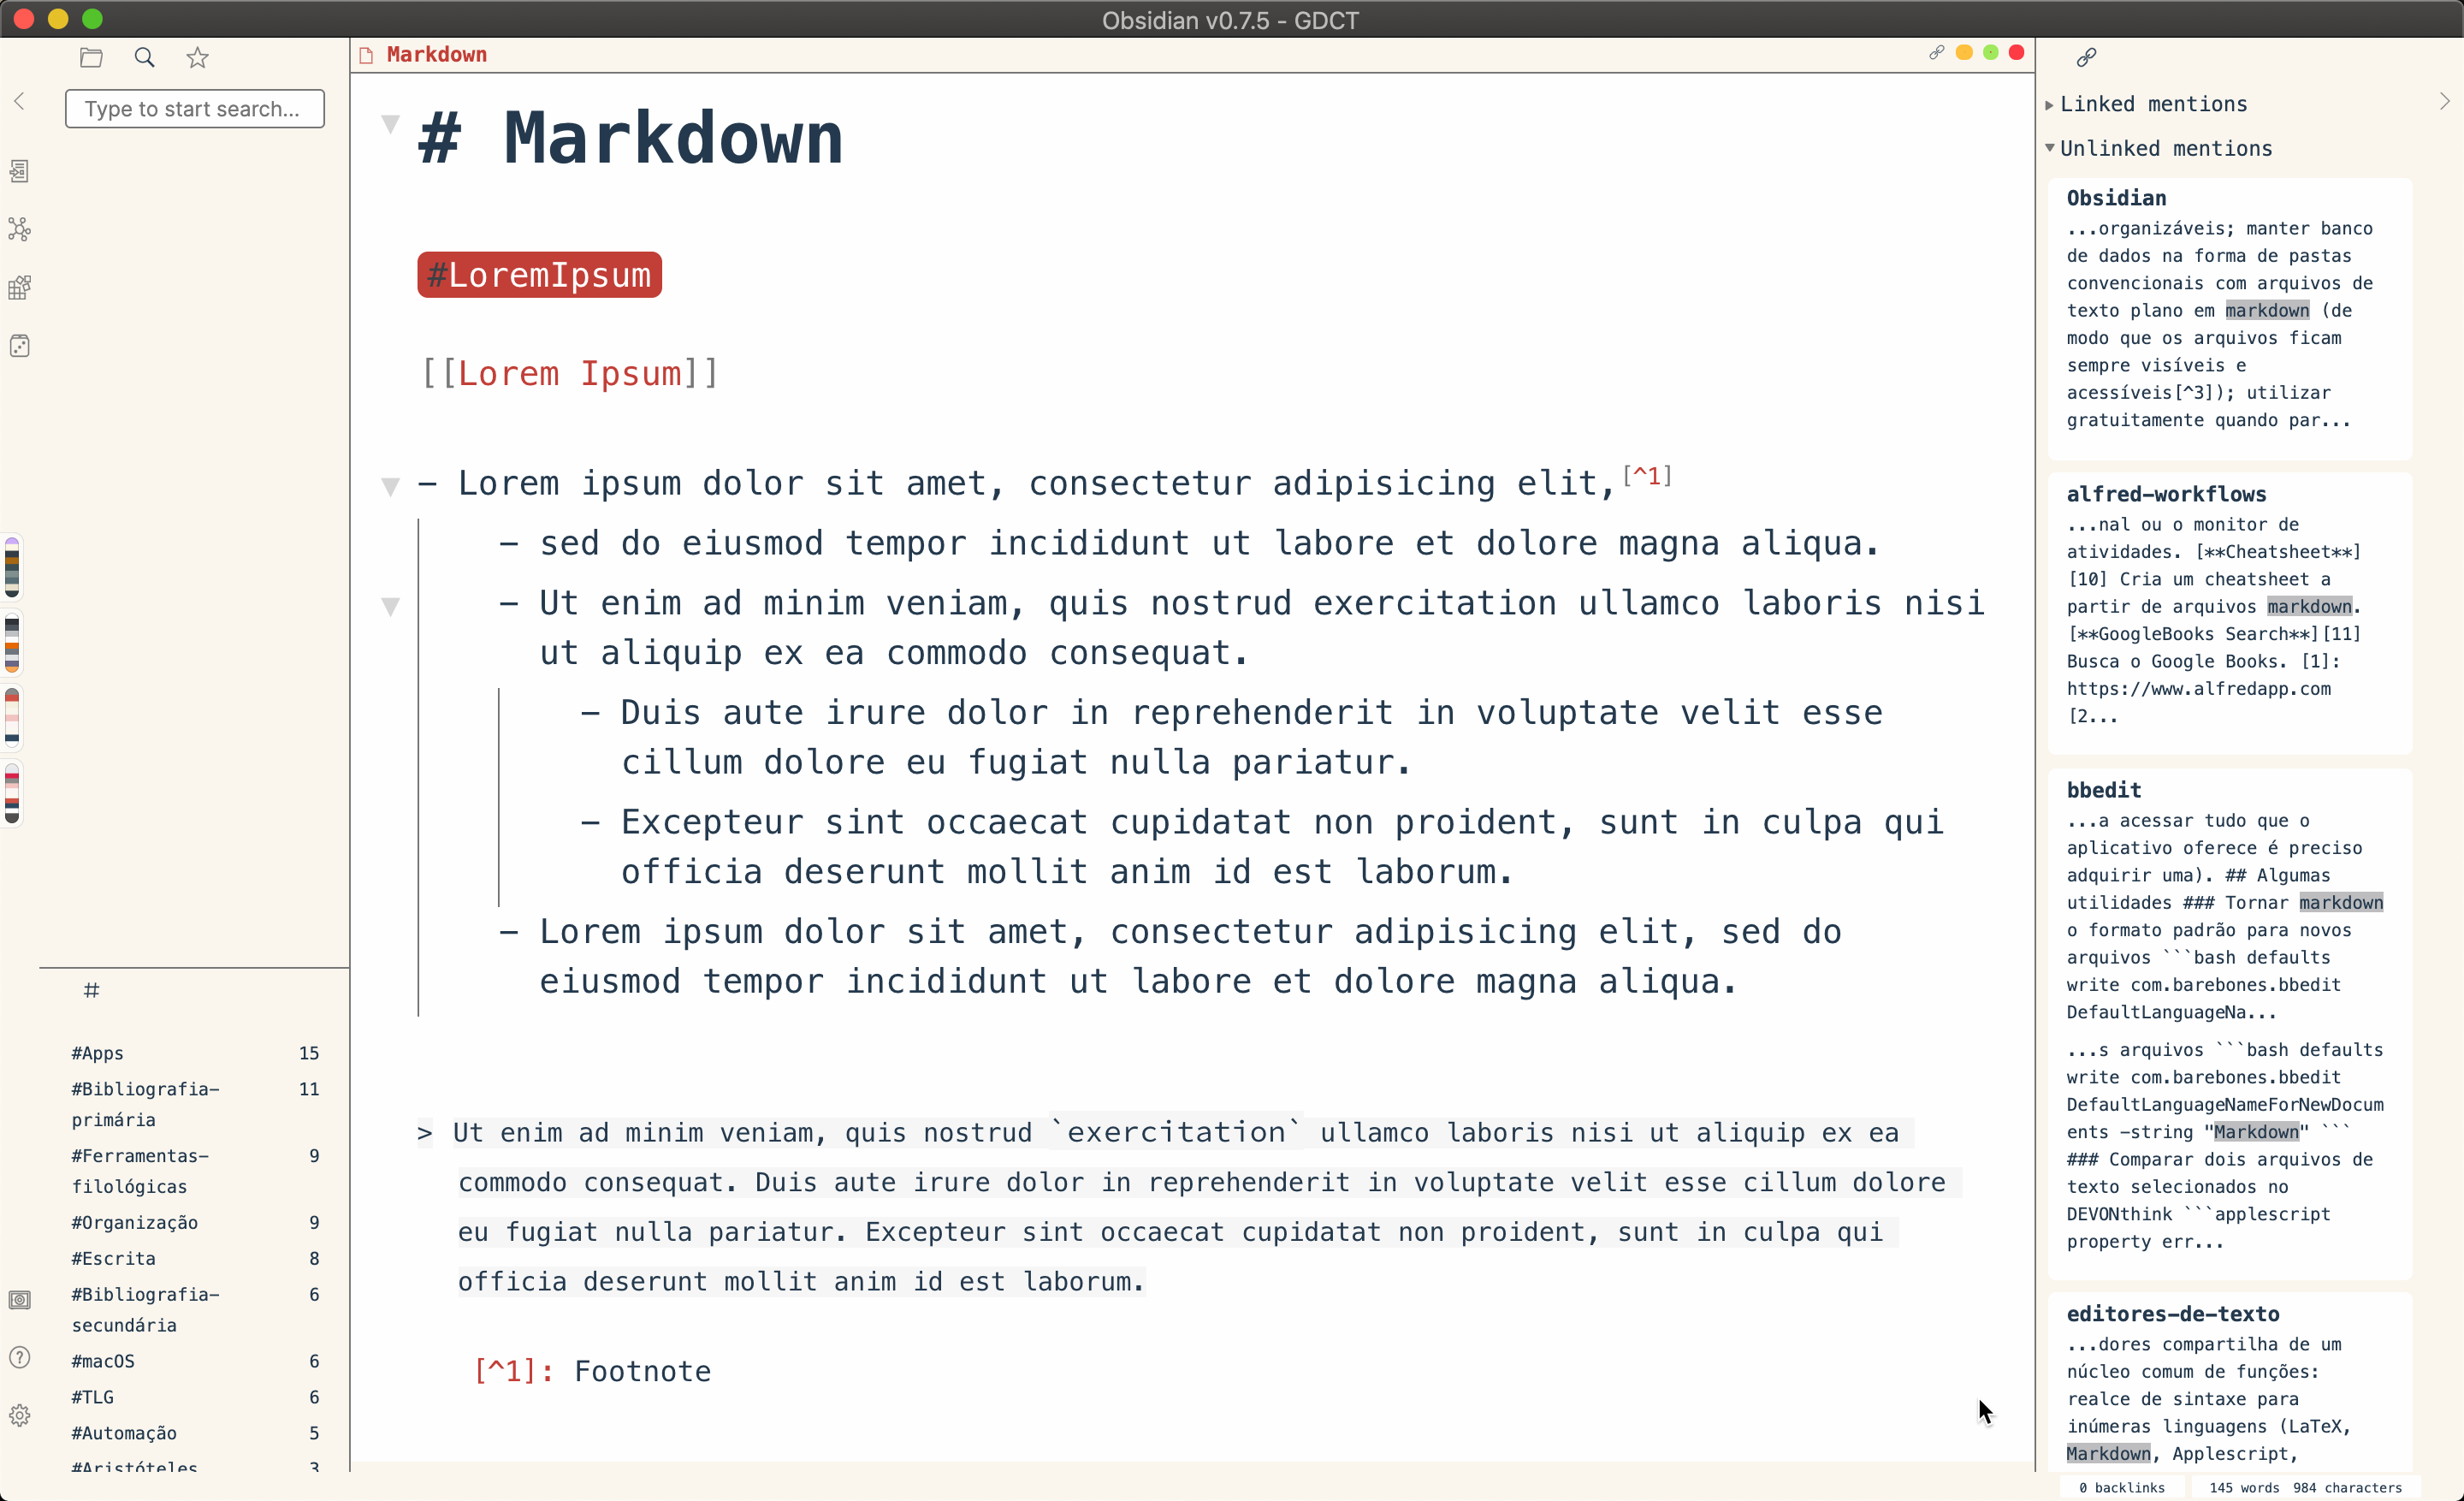 Obsidian v0.7.5 - GDCT
Type to start search...
#
#Apps 15
#Bibliografia- 11
primária
#Ferramentas- 9
filológicas
#Organização 9
#Escrita 8
#Bibliografia- 6
secundária
#macOS 6
#TLG 6
#Automação 5
#Aristóteles 3
Markdown
# Markdown
#LoremIpsum
[[Lorem Ipsum]]
- Lorem ipsum dolor sit amet, consectetur adipisicing elit,[^1]
- sed do eiusmod tempor incididunt ut labore et dolore magna aliqua.
- Ut enim ad minim veniam, quis nostrud exercitation ullamco laboris nisi
ut aliquip ex ea commodo consequat.
- Duis aute irure dolor in reprehenderit in voluptate velit esse
cillum dolore eu fugiat nulla pariatur.
- Excepteur sint occaecat cupidatat non proident, sunt in culpa qui
officia deserunt mollit anim id est laborum.
- Lorem ipsum dolor sit amet, consectetur adipisicing elit, sed do
eiusmod tempor incididunt ut labore et dolore magna aliqua.
> Ut enim ad minim veniam, quis nostrud `exercitation` ullamco laboris nisi ut aliquip ex ea
commodo consequat. Duis aute irure dolor in reprehenderit in voluptate velit esse cillum dolore
eu fugiat nulla pariatur. Excepteur sint occaecat cupidatat non proident, sunt in culpa qui
officia deserunt mollit anim id est laborum.
[^1]: Footnote
Linked mentions
Unlinked mentions
Obsidian
...organizáveis; manter banco
de dados na forma de pastas
convencionais com arquivos de
texto plano em markdown (de
modo que os arquivos ficam
sempre visíveis e
acessíveis[^3]); utilizar
gratuitamente quando par...
alfred-workflows
...nal ou o monitor de
atividades. [**Cheatsheet**]
[10] Cria um cheatsheet a
partir de arquivos markdown.
[**GoogleBooks Search**][11]
Busca o Google Books. [1]:
https://www.alfredapp.com
[2...
bbedit
...a acessar tudo que o
aplicativo oferece é preciso
adquirir uma). ## Algumas
utilidades ### Tornar markdown
o formato padrão para novos
arquivos ```bash defaults
write com.barebones.bbedit
DefaultLanguageNa...
...s arquivos ```bash defaults
write com.barebones.bbedit
DefaultLanguageNameForNewDocum
ents -string "Markdown" ```
### Comparar dois arquivos de
texto selecionados no
DEVONthink ```applescript
property err...
editores-de-texto
...dores compartilha de um
núcleo comum de funções:
realce de sintaxe para
inúmeras linguagens (LaTeX,
Markdown, Applescript,
0 backlinks 145 words 984 characters